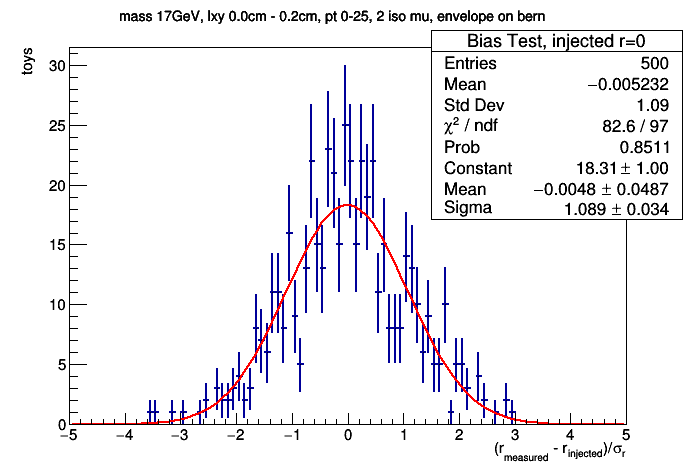 mass 17GeV, lxy 0.0cm - 0.2cm, pt 0-25, 2 iso mu, envelope on bern
Bias Test, injected r=0
Entries 500
Mean −0.005232
Std Dev 1.09
χ² / ndf 82.6 / 97
Prob 0.8511
Constant 18.31 ± 1.00
Mean −0.0048 ± 0.0487
Sigma 1.089 ± 0.034
toys
30
25
20
15
10
5
0
−5 −4 −3 −2 −1 0 1 2 3 4 5
(r_measured - r_injected)/σ_r